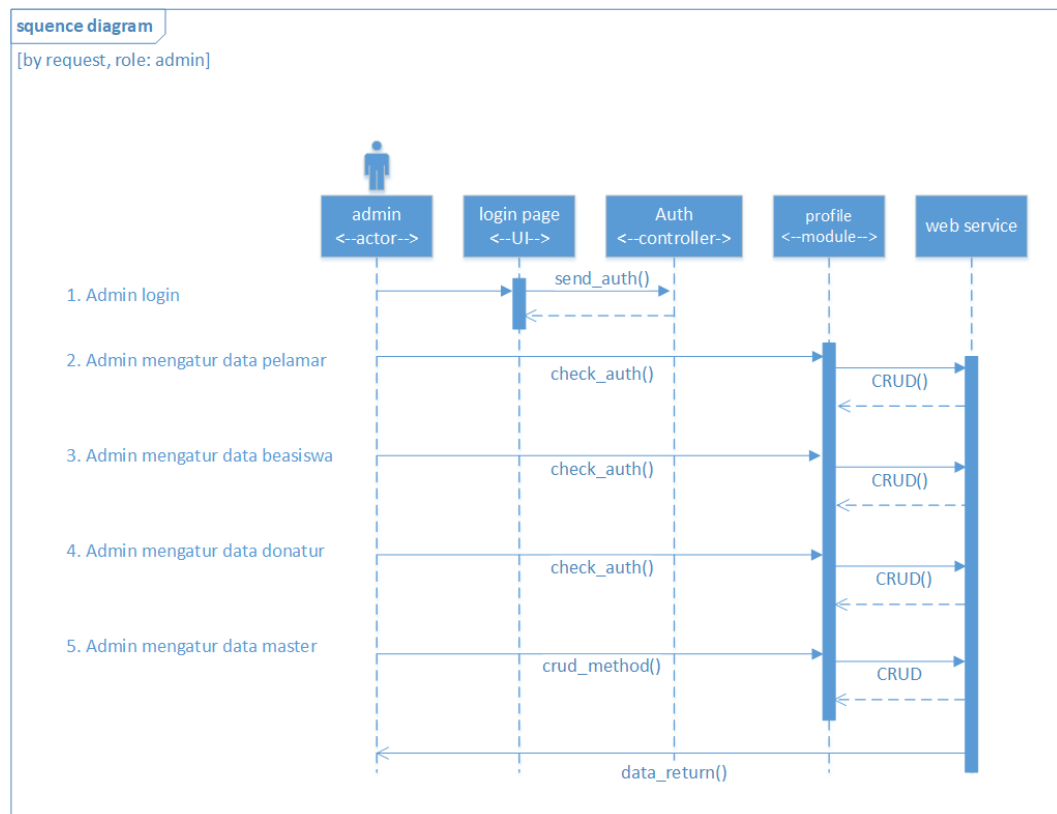 squence diagram
[by request, role: admin]
admin
<--actor-->
login page
<--UI-->
Auth
<--controller->
profile
<--module-->
web service
1. Admin login
send_auth()
2. Admin mengatur data pelamar
check_auth()
CRUD()
3. Admin mengatur data beasiswa
check_auth()
CRUD()
4. Admin mengatur data donatur
check_auth()
CRUD()
5. Admin mengatur data master
crud_method()
CRUD
data_return()